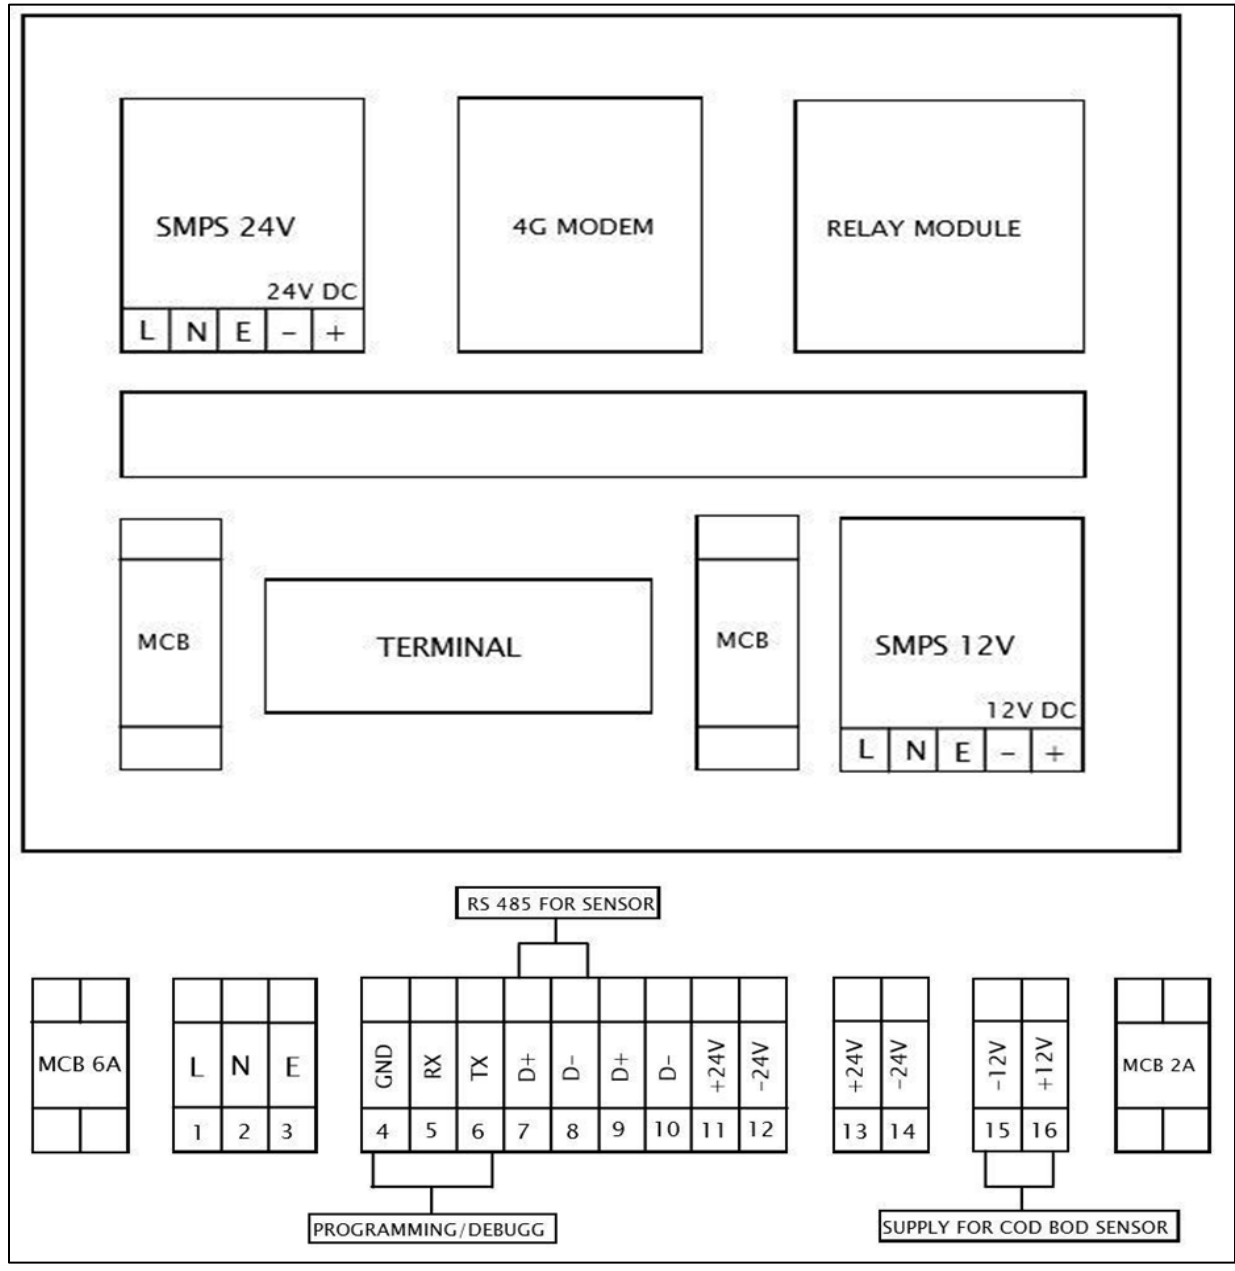 SMPS 24V
24V DC
L N E - +
4G MODEM
RELAY MODULE
MCB
TERMINAL
MCB
SMPS 12V
12V DC
L N E - +
RS 485 FOR SENSOR
MCB 6A
L N E
1 2 3
GND RX TX D+ D- D+ D- +24V -24V
4 5 6 7 8 9 10 11 12
+24V -24V
13 14
-12V +12V
15 16
MCB 2A
PROGRAMMING/DEBUGG
SUPPLY FOR COD BOD SENSOR